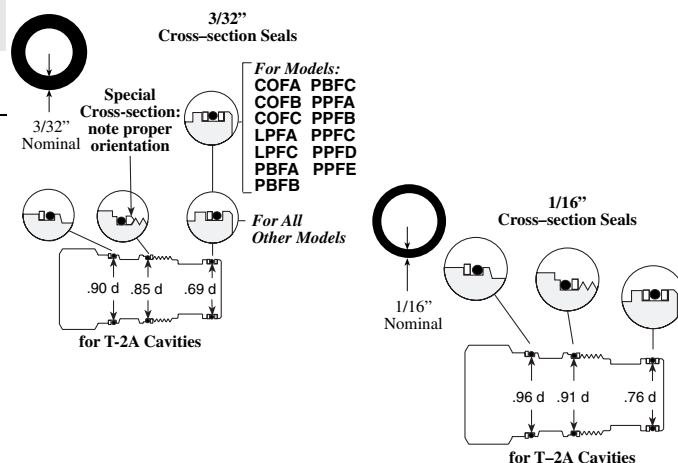 3/32”
Cross–section Seals
3/32”
Nominal
Special
Cross-section:
note proper
orientation
For Models:
COFA PBFC
COFB PPFA
COFC PPFB
LPFA PPFC
LPFC PPFD
PBFA PPFE
PBFB
For All
Other Models
.90 d .85 d .69 d
for T-2A Cavities
1/16”
Cross–section Seals
1/16”
Nominal
.96 d .91 d .76 d
for T–2A Cavities